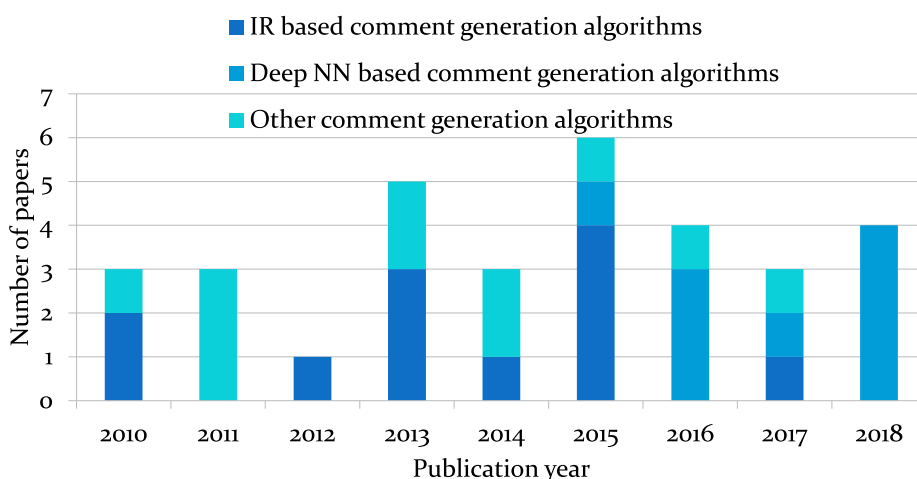 IR based comment generation algorithms
Deep NN based comment generation algorithms
Other comment generation algorithms
Number of papers
7
6
5
4
3
2
1
0
2010 2011 2012 2013 2014 2015 2016 2017 2018
Publication year